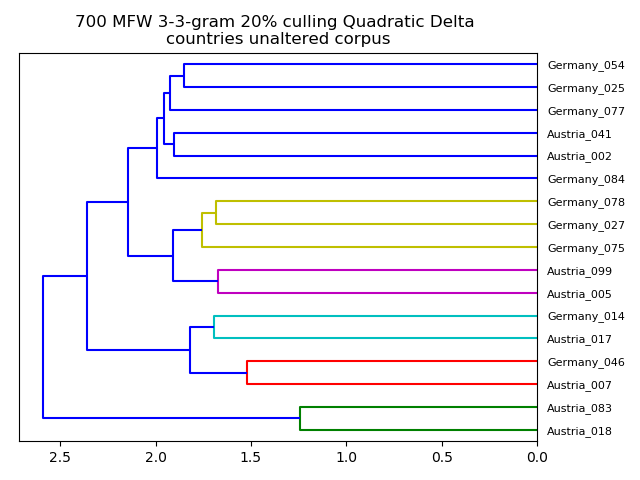 700 MFW 3-3-gram 20% culling Quadratic Delta
countries unaltered corpus
Germany_054
Germany_025
Germany_077
Austria_041
Austria_002
Germany_084
Germany_078
Germany_027
Germany_075
Austria_099
Austria_005
Germany_014
Austria_017
Germany_046
Austria_007
Austria_083
Austria_018
2.5 2.0 1.5 1.0 0.5 0.0